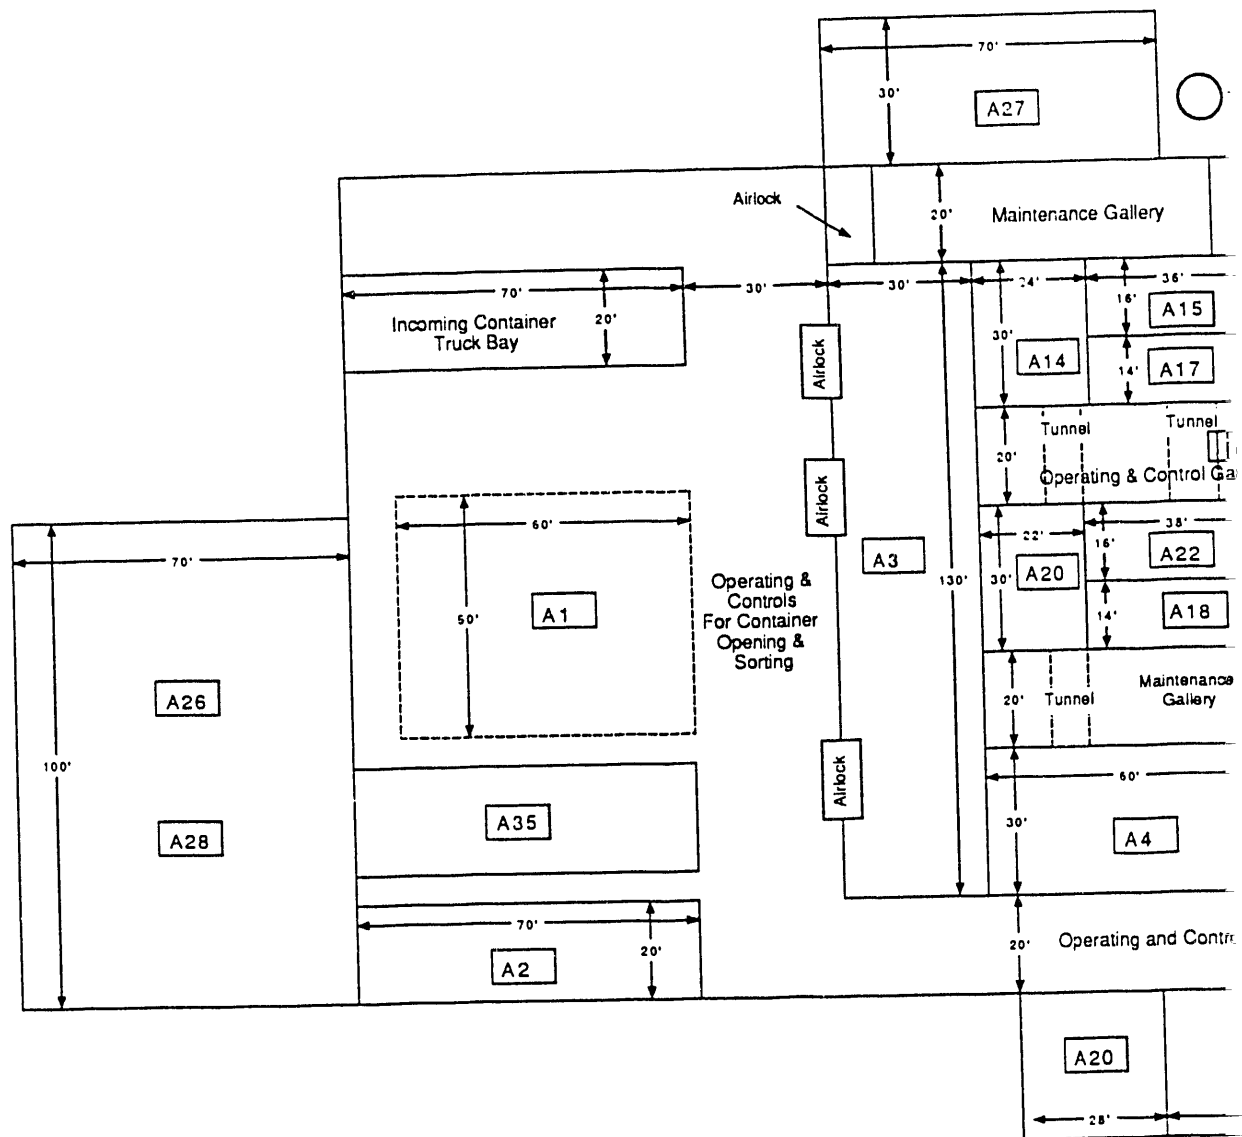 70'
30'
A27
Airlock
20'
Maintenance Gallery
70'
30'
30'
24'
36'
16'
A15
20'
Incoming Container
Truck Bay
Airlock
30'
A14
14'
A17
Tunnel
Tunnel
20'
Operating & Control Ga
Airlock
60'
70'
22'
38'
16'
A22
A3
130'
30'
A20
Operating &
Controls
For Container
Opening &
Sorting
50'
A1
14'
A18
A26
20'
Tunnel
Maintenance
Gallery
100'
Airlock
60'
A28
A35
30'
A4
70'
20'
A2
20'
Operating and Contro
A20
28'